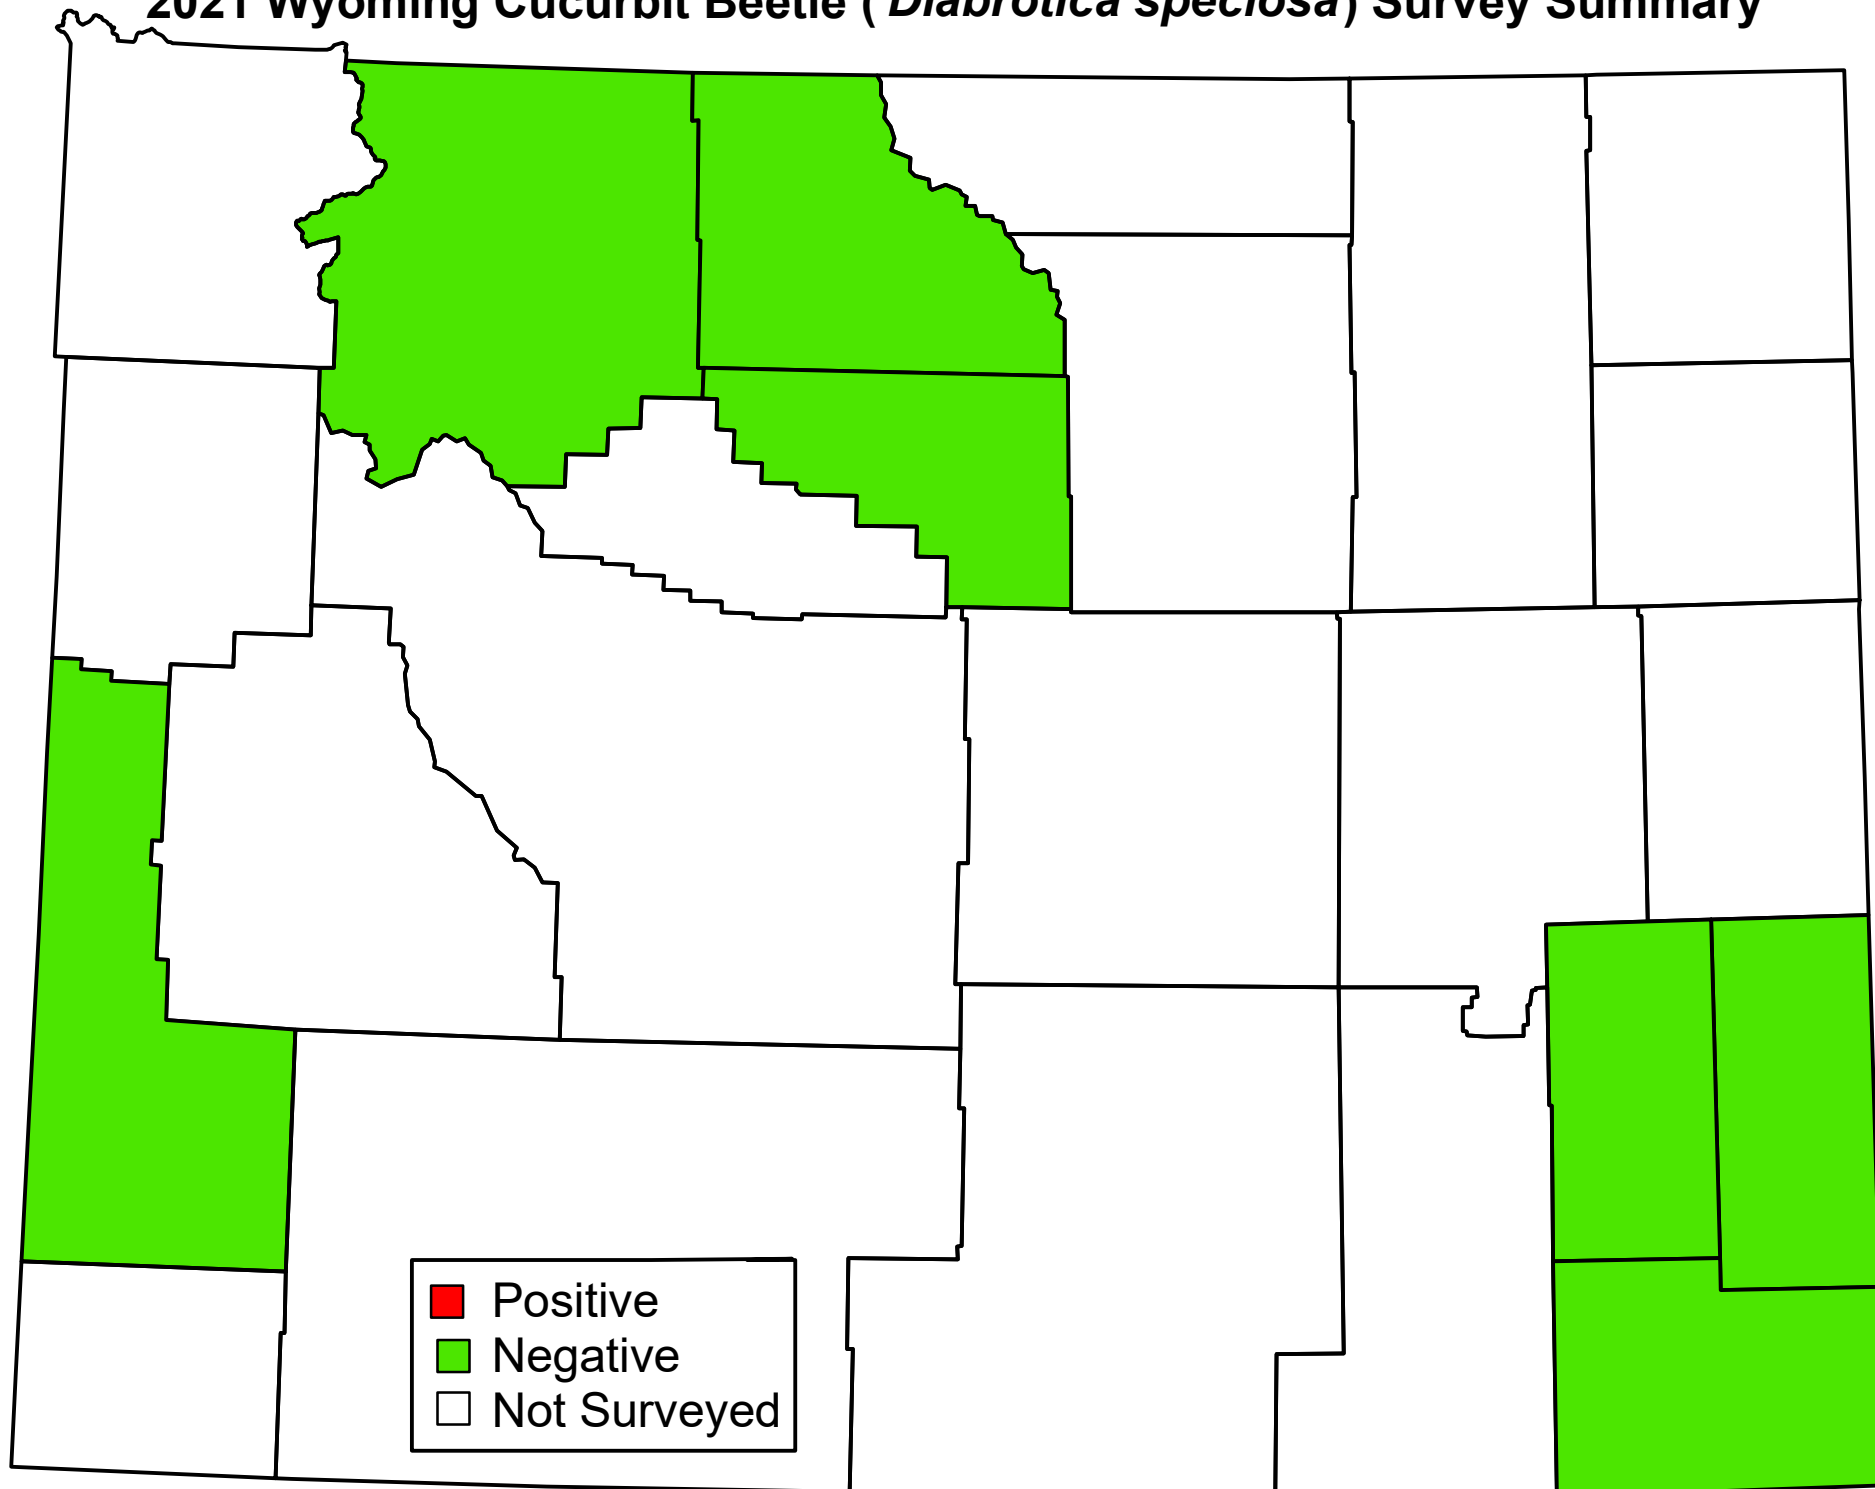 2021 Wyoming Cucurbit Beetle (Diabrotica speciosa) Survey Summary
Positive
Negative
Not Surveyed